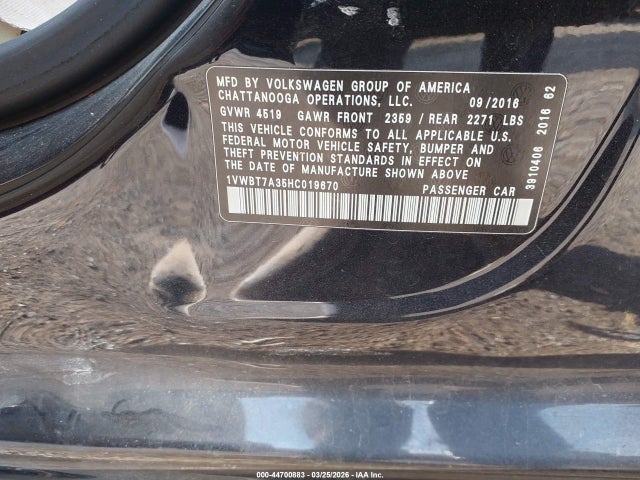 MFD BY VOLKSWAGEN GROUP OF AMERICA
CHATTANOOGA OPERATIONS, LLC. 09/2016
GVWR 4519 GAWR FRONT 2359 / REAR 2271 LBS
THIS VEHICLE CONFORMS TO ALL APPLICABLE U.S.
FEDERAL MOTOR VEHICLE SAFETY, BUMPER AND
THEFT PREVENTION STANDARDS IN EFFECT ON
THE DATE OF MANUFACTURE SHOWN ABOVE
1VWBT7A35HC019670 PASSENGER CAR
3910406 2016 62
000-44700883 / 03/25/2026 / IAA Inc.